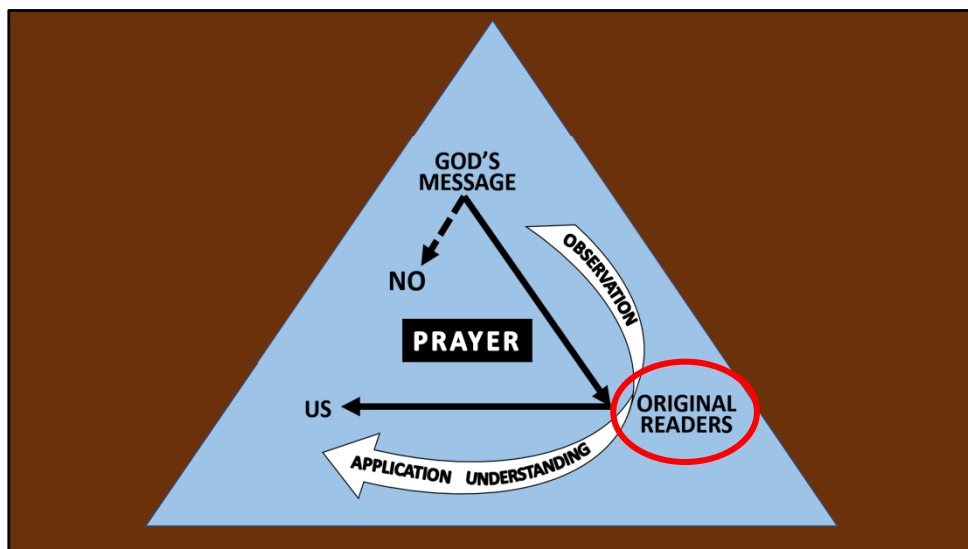 GOD'S
MESSAGE
OBSERVATION
NO
PRAYER
US
ORIGINAL
READERS
APPLICATION UNDERSTANDING